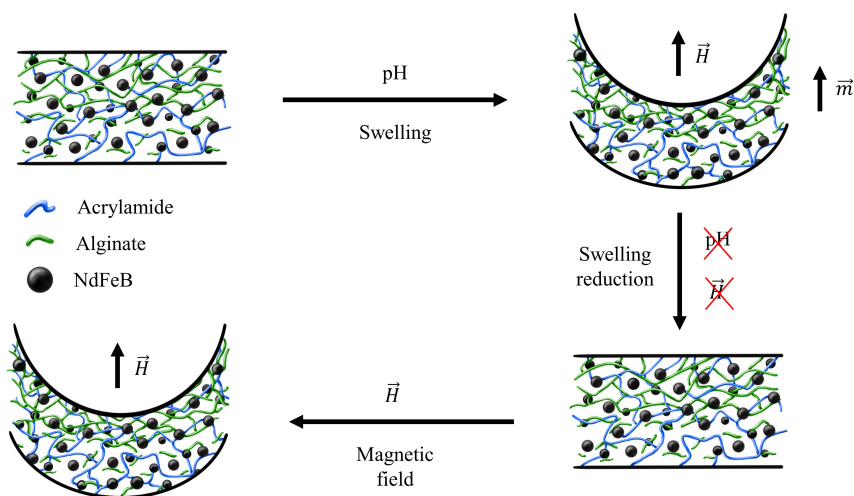 pH
Swelling
H⃗
m⃗
Acrylamide
Alginate
NdFeB
Swelling
reduction
pH
H⃗
H⃗
H⃗
Magnetic
field